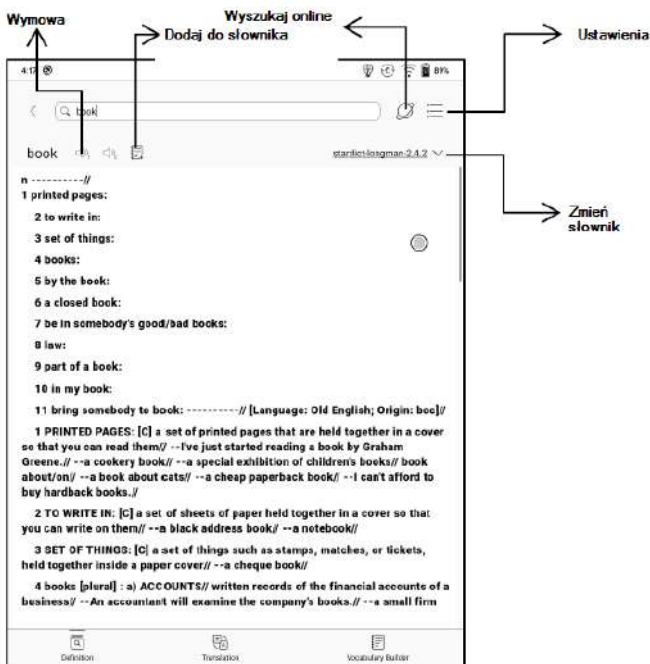 Wymowa
Wyszukaj online
Dodaj do słownika
Ustawienia
4:17
89%
book
book
stardict-longman-2.4.2
Zmień
słownik
n ----------//
1 printed pages:
2 to write in:
3 set of things:
4 books:
5 by the book:
6 a closed book:
7 be in somebody's good/bad books:
8 law:
9 part of a book:
10 in my book:
11 bring somebody to book: ----------// [Language: Old English; Origin: boc]//
1 PRINTED PAGES: [C] a set of printed pages that are held together in a cover
so that you can read them// --I've just started reading a book by Graham
Greene.// --a cookery book// --a special exhibition of children's books// book
about/on// --a book about cats// --a cheap paperback book// --I can't afford to
buy hardback books.//
2 TO WRITE IN: [C] a set of sheets of paper held together in a cover so that
you can write on them// --a black address book// --a notebook//
3 SET OF THINGS: [C] a set of things such as stamps, matches, or tickets,
held together inside a paper cover// --a cheque book//
4 books [plural] : a) ACCOUNTS// written records of the financial accounts of a
business// --An accountant will examine the company's books.// --a small firm
Definition
Translation
Vocabulary Builder